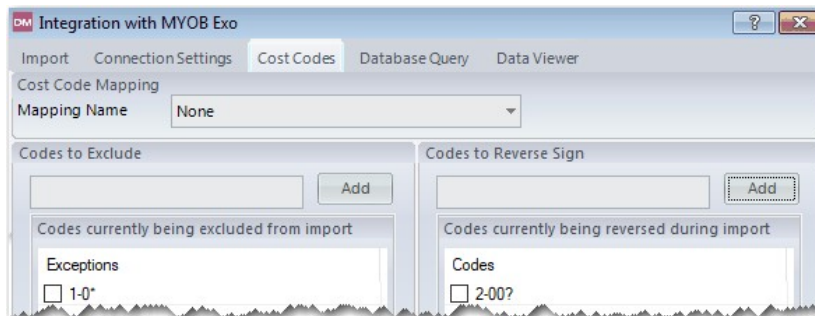 DM Integration with MYOB Exo ?
Import Connection Settings Cost Codes Database Query Data Viewer
Cost Code Mapping
Mapping Name None
Codes to Exclude
Add
Codes currently being excluded from import
Exceptions
1-0*
Codes to Reverse Sign
Add
Codes currently being reversed during import
Codes
2-00?